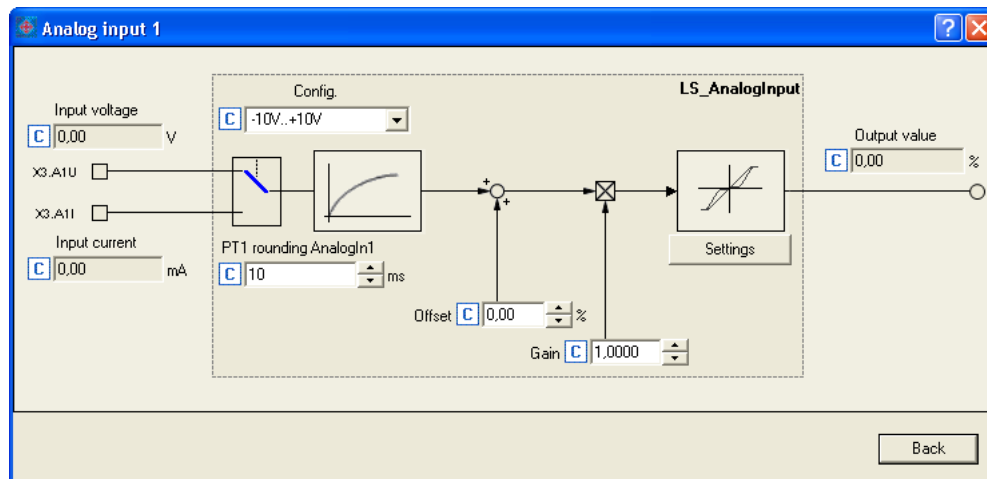 Analog input 1
LS_AnalogInput
Config.
C -10V..+10V
Input voltage
C 0,00 V
Output value
C 0,00 %
X3.A1U
X3.A1I
+
+
Input current
C 0,00 mA
PT1 rounding AnalogIn1
C 10 ms
Settings
Offset C 0,00 %
Gain C 1,0000
Back